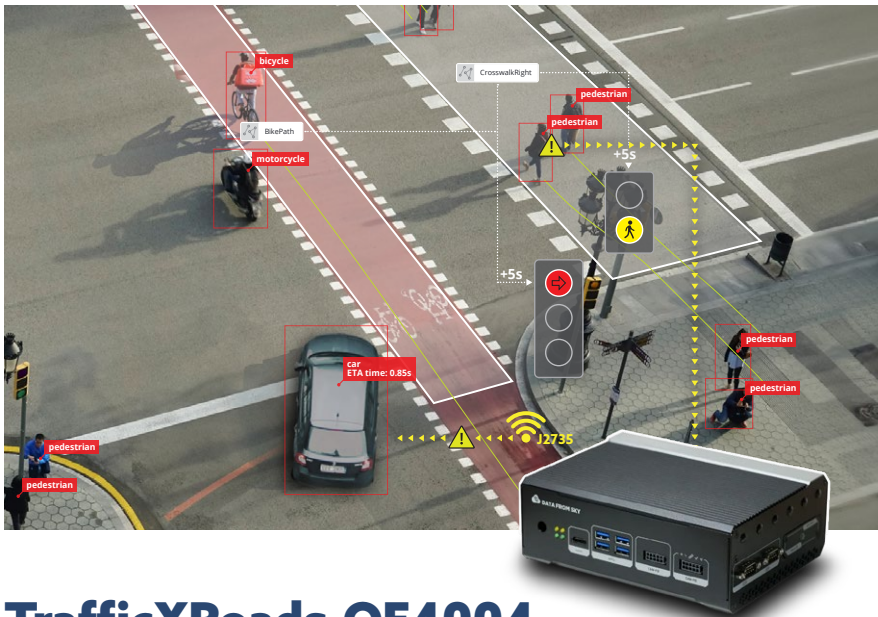 bicycle
CrosswalkRight
pedestrian
pedestrian
BikePath
+5s
motorcycle
+5s
car
ETA time: 0.85s
pedestrian
pedestrian
J2735
pedestrian
pedestrian
DATA FROM SKY